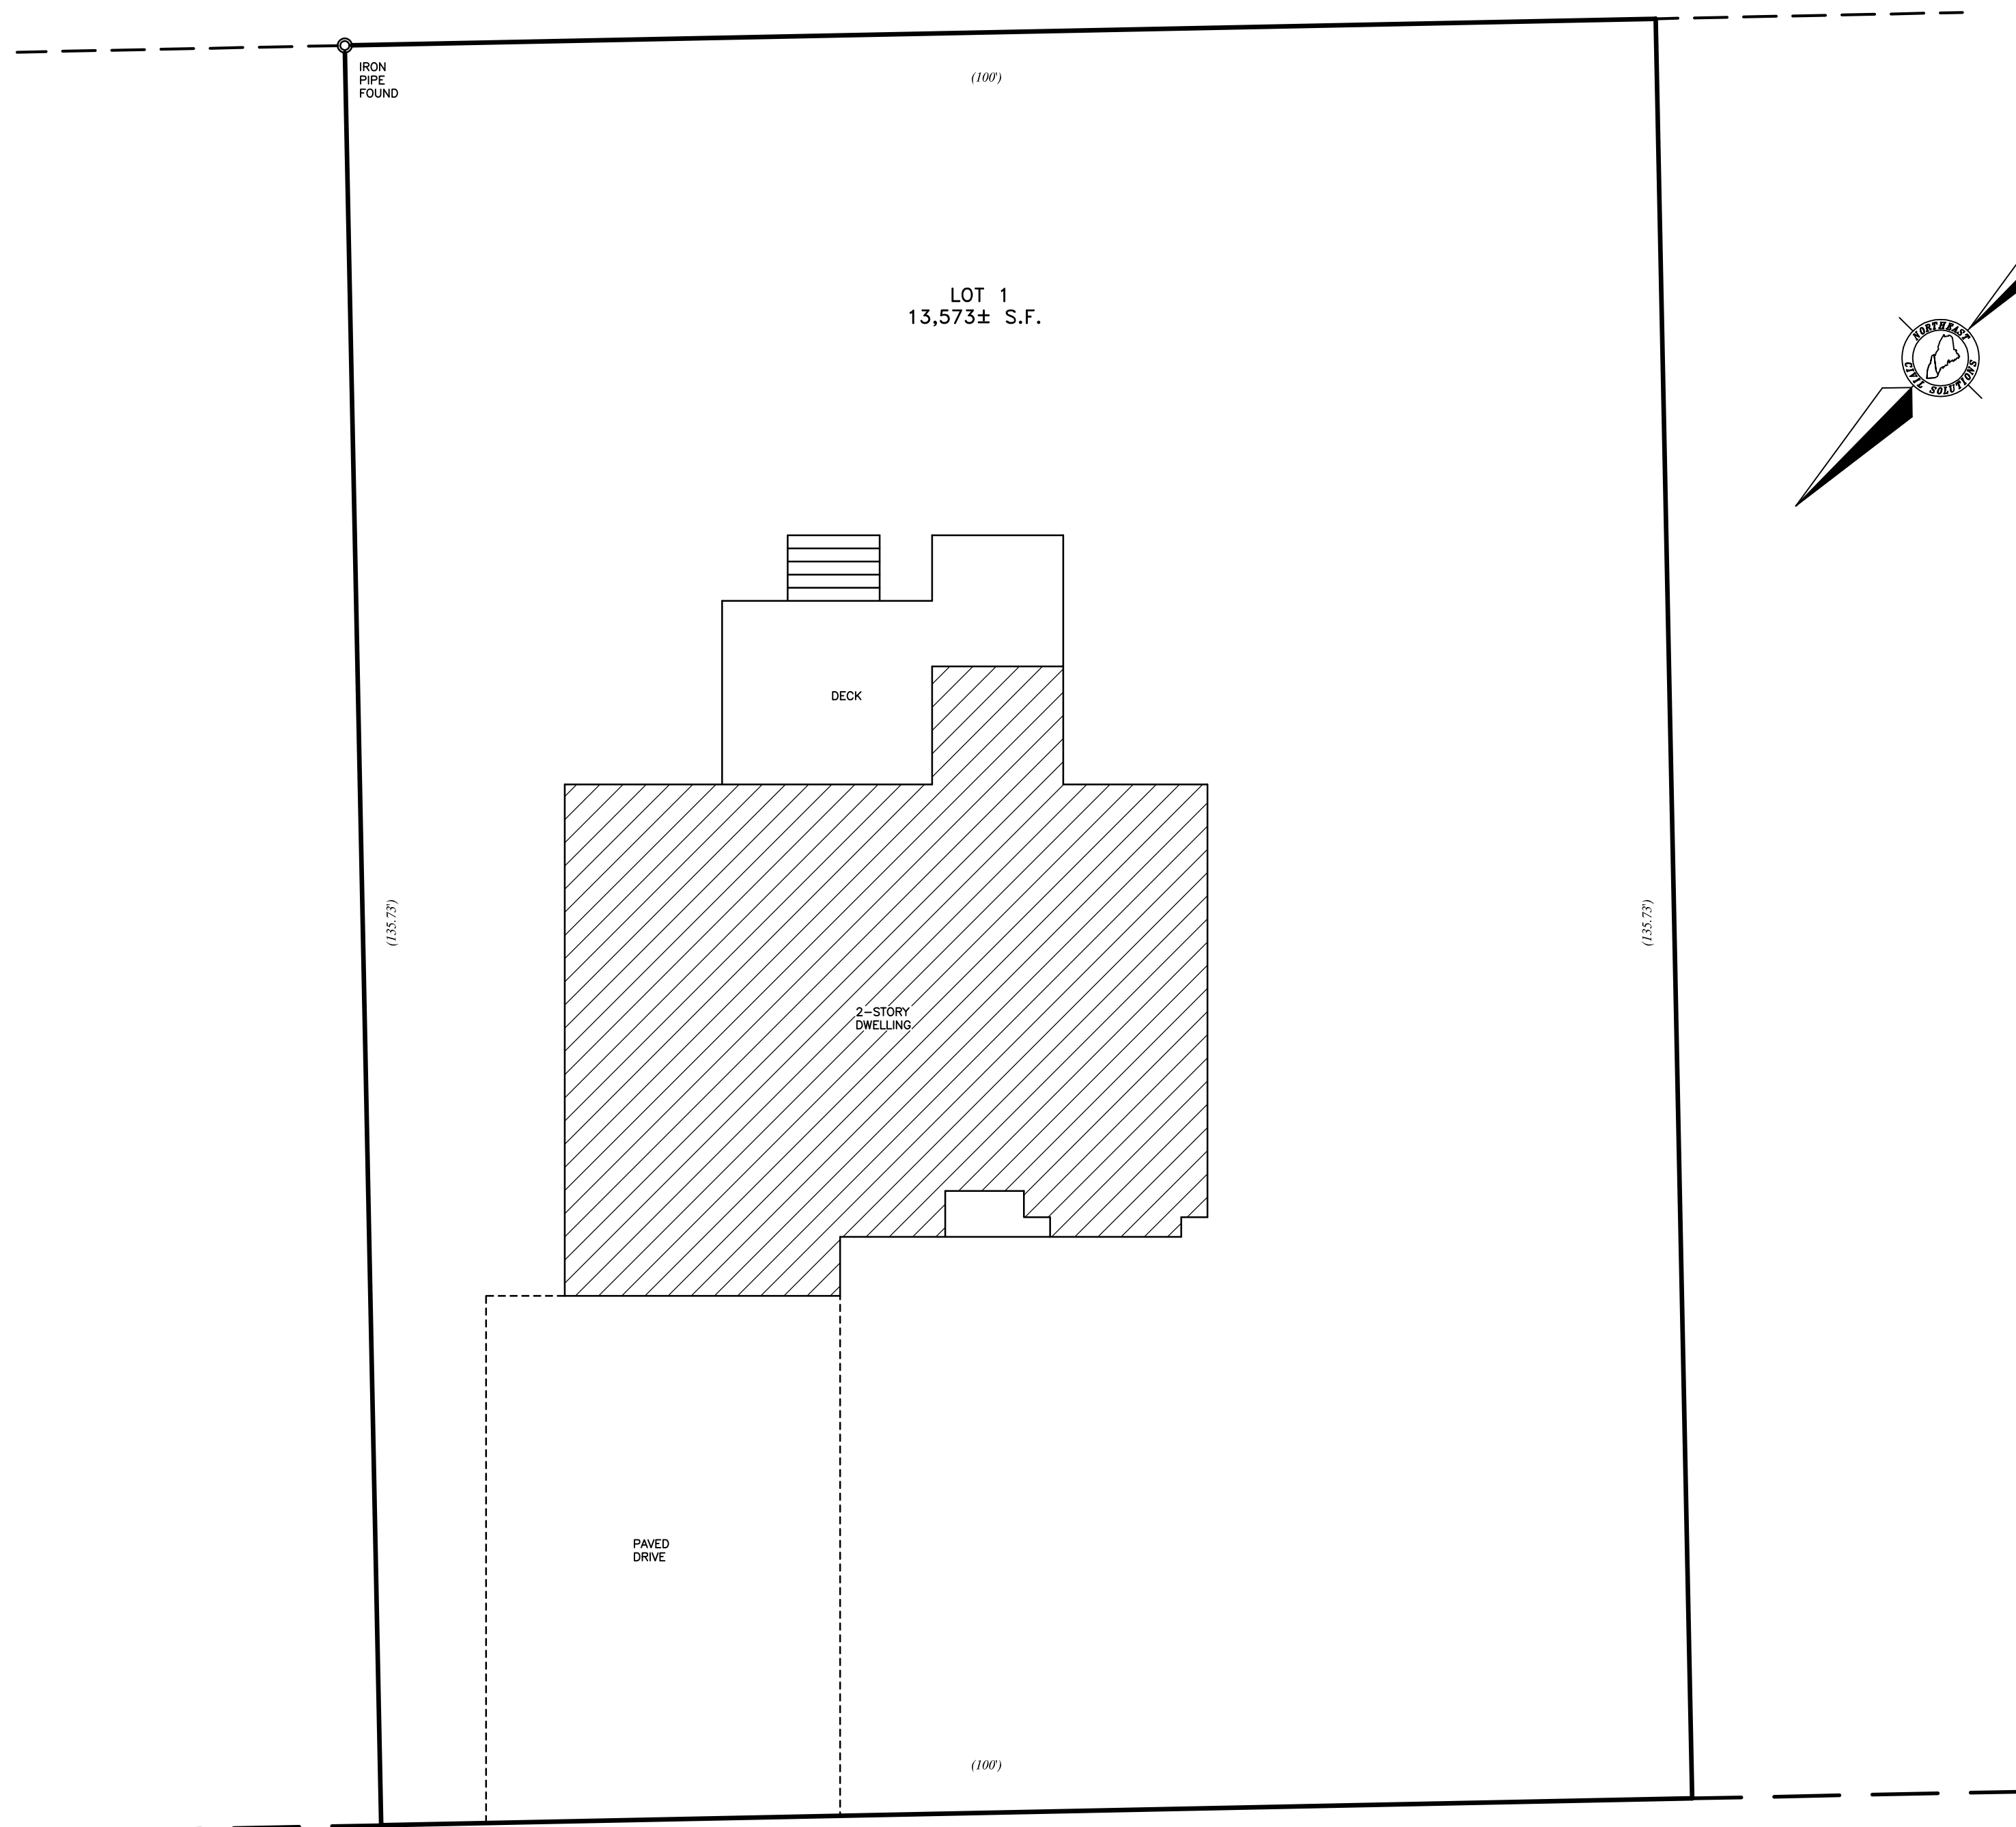 IRON
PIPE
FOUND
(100')
LOT 1
13,573± S.F.
NORTHEAST
CIVIL SOLUTIONS
DECK
(135.73')
(135.73')
2-STORY
DWELLING
PAVED
DRIVE
(100')